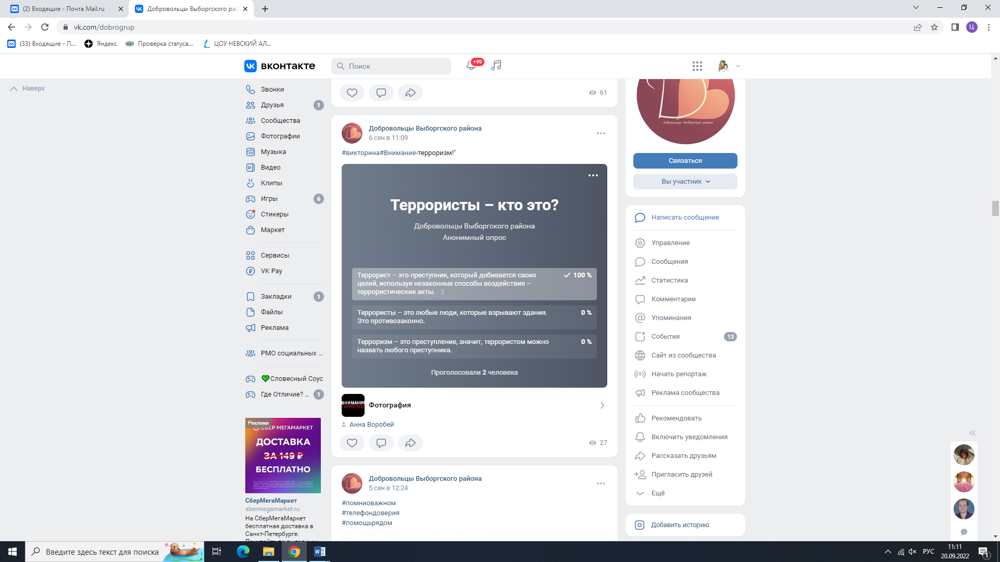 (2) Входящие - Почта Mail.ru
Добровольцы Выборгского рай
vk.com/dobrogrup
Ц
(33) Входящие - П...
Яндекс
Проверка статуса...
ЦОУ НЕВСКИЙ АЛ...
вконтакте
Поиск
+99
Наверх
Звонки
Друзья
1
Сообщества
Фотографии
Музыка
Видео
Клипы
Игры
6
Стикеры
Маркет
Сервисы
VK Pay
Закладки
1
Файлы
Реклама
РМО социальных ...
Словесный Соус
Где Отличие? ...
1
Реклама
СБЕР МЕГАМАРКЕТ
ДОСТАВКА
ЗА 149 ₽
БЕСПЛАТНО
СберМегаМаркет
sbermegamarket.ru
На СберМегаМаркет
бесплатная доставка в
Санкт-Петербурге.
61
Добровольцы Выборгского района
6 сен в 11:09
#викторина#Внимание-терроризм!"
Террористы – кто это?
Добровольцы Выборгского района
Анонимный опрос
Террорист – это преступник, который добивается своих
целей, используя незаконные способы воздействия –
террористические акты. · 2
100 %
Террористы – это любые люди, которые взрывают здания.
Это противозаконно.
0 %
Терроризм – это преступление, значит, террористом можно
назвать любого преступника.
0 %
Проголосовали 2 человека
ВНИМАНИЕ
ТЕРРОРИЗМ
Фотография
Анна Воробей
27
Добровольцы Выборгского района
5 сен в 12:24
#помниоважном
#телефондоверия
#помощьрядом
добровольцы Выборгского района
Связаться
Вы участник
Написать сообщение
Управление
Сообщения
Статистика
Комментарии
Упоминания
События
13
Сайт из сообщества
Начать репортаж
Реклама сообщества
Рекомендовать
Включить уведомления
Рассказать друзьям
Пригласить друзей
Ещё
Добавить историю
Введите здесь текст для поиска
РУС
11:11
20.09.2022
1